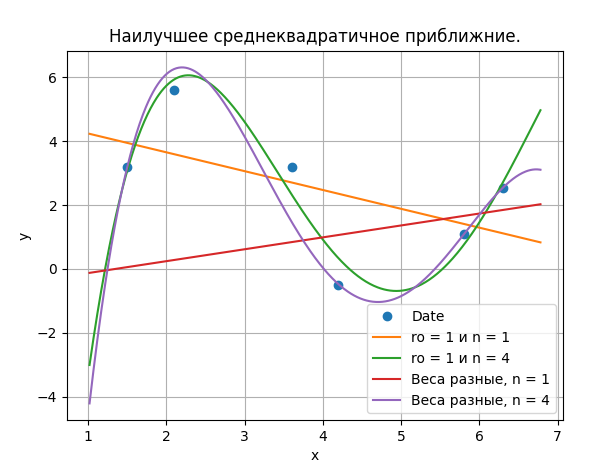 Наилучшее среднеквадратичное приближние.
6
4
2
0
−2
−4
y
1
2
3
4
5
6
7
x
Date
ro = 1 и n = 1
ro = 1 и n = 4
Веса разные, n = 1
Веса разные, n = 4